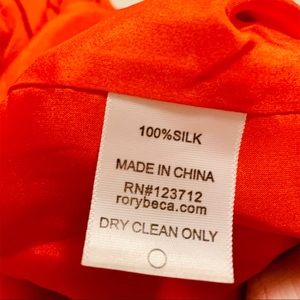 100%SILK
MADE IN CHINA
RN#123712
rorybeca.com
DRY CLEAN ONLY